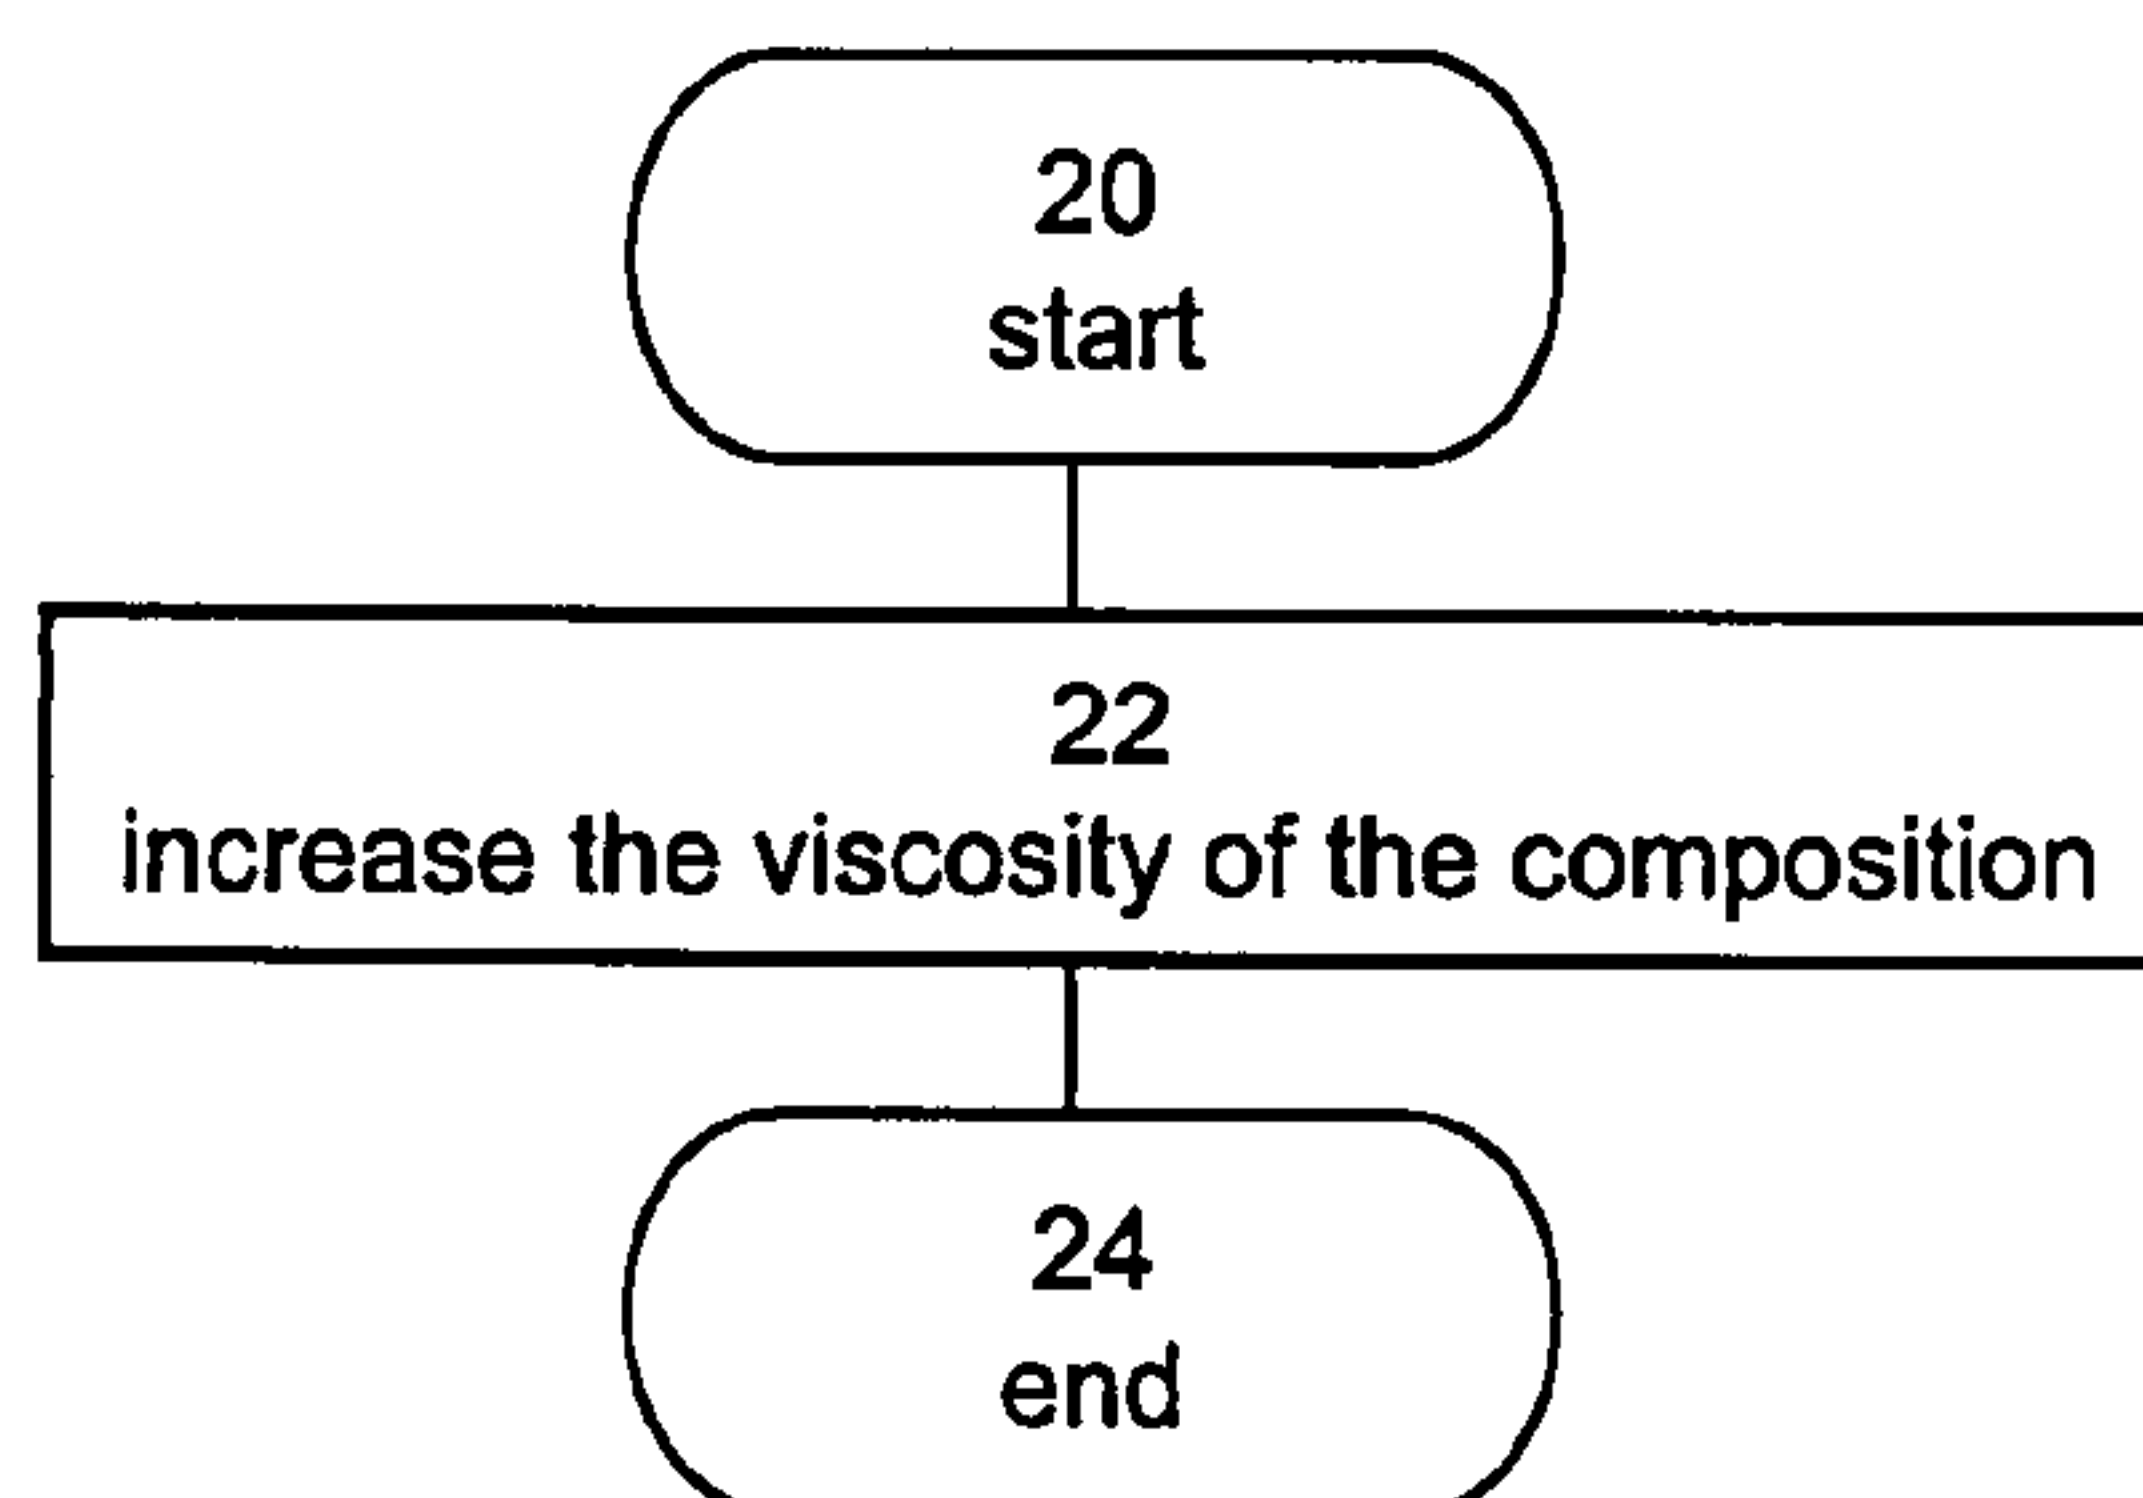 20
start
22
increase the viscosity of the composition
24
end